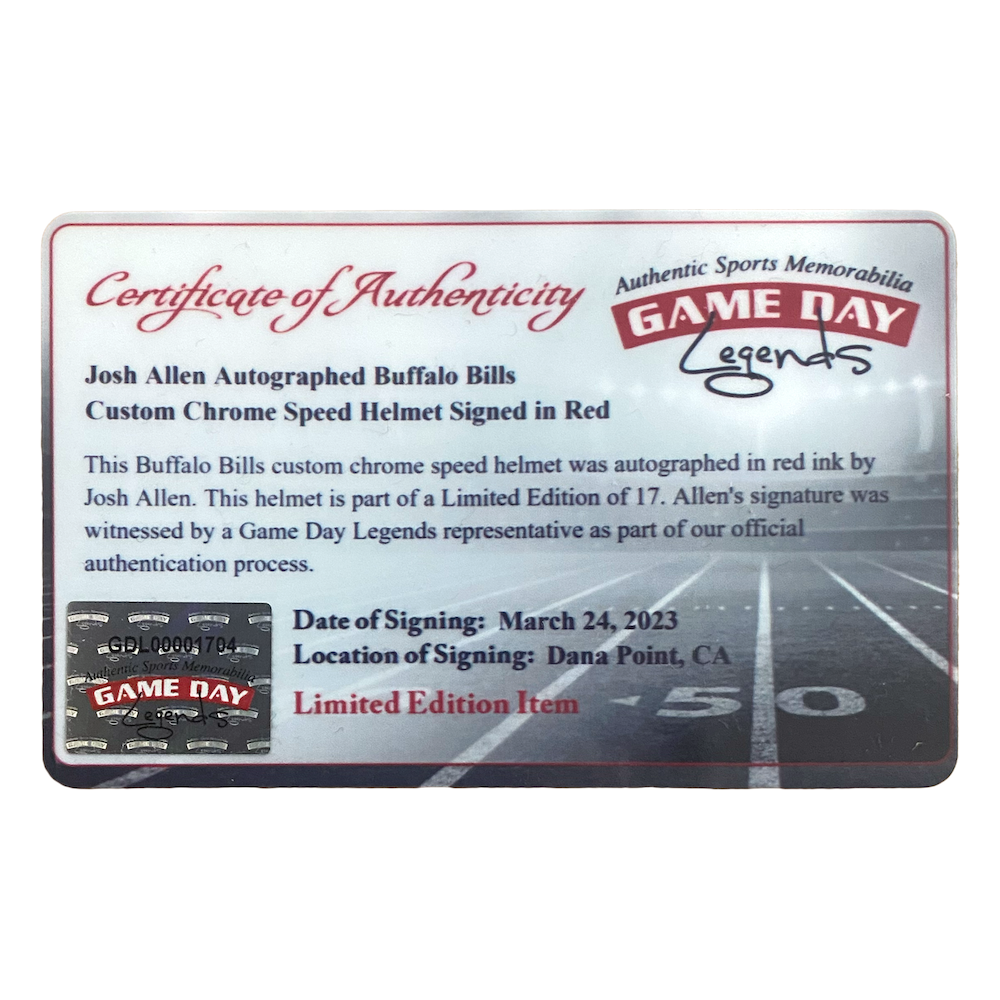 Certificate of Authenticity
Authentic Sports Memorabilia
GAME DAY
Legends
Josh Allen Autographed Buffalo Bills
Custom Chrome Speed Helmet Signed in Red
This Buffalo Bills custom chrome speed helmet was autographed in red ink by
Josh Allen. This helmet is part of a Limited Edition of 17. Allen's signature was
witnessed by a Game Day Legends representative as part of our official
authentication process.
GDL00001704
Authentic Sports Memorabilia
GAME DAY
Legends
Date of Signing: March 24, 2023
Location of Signing: Dana Point, CA
Limited Edition Item
50